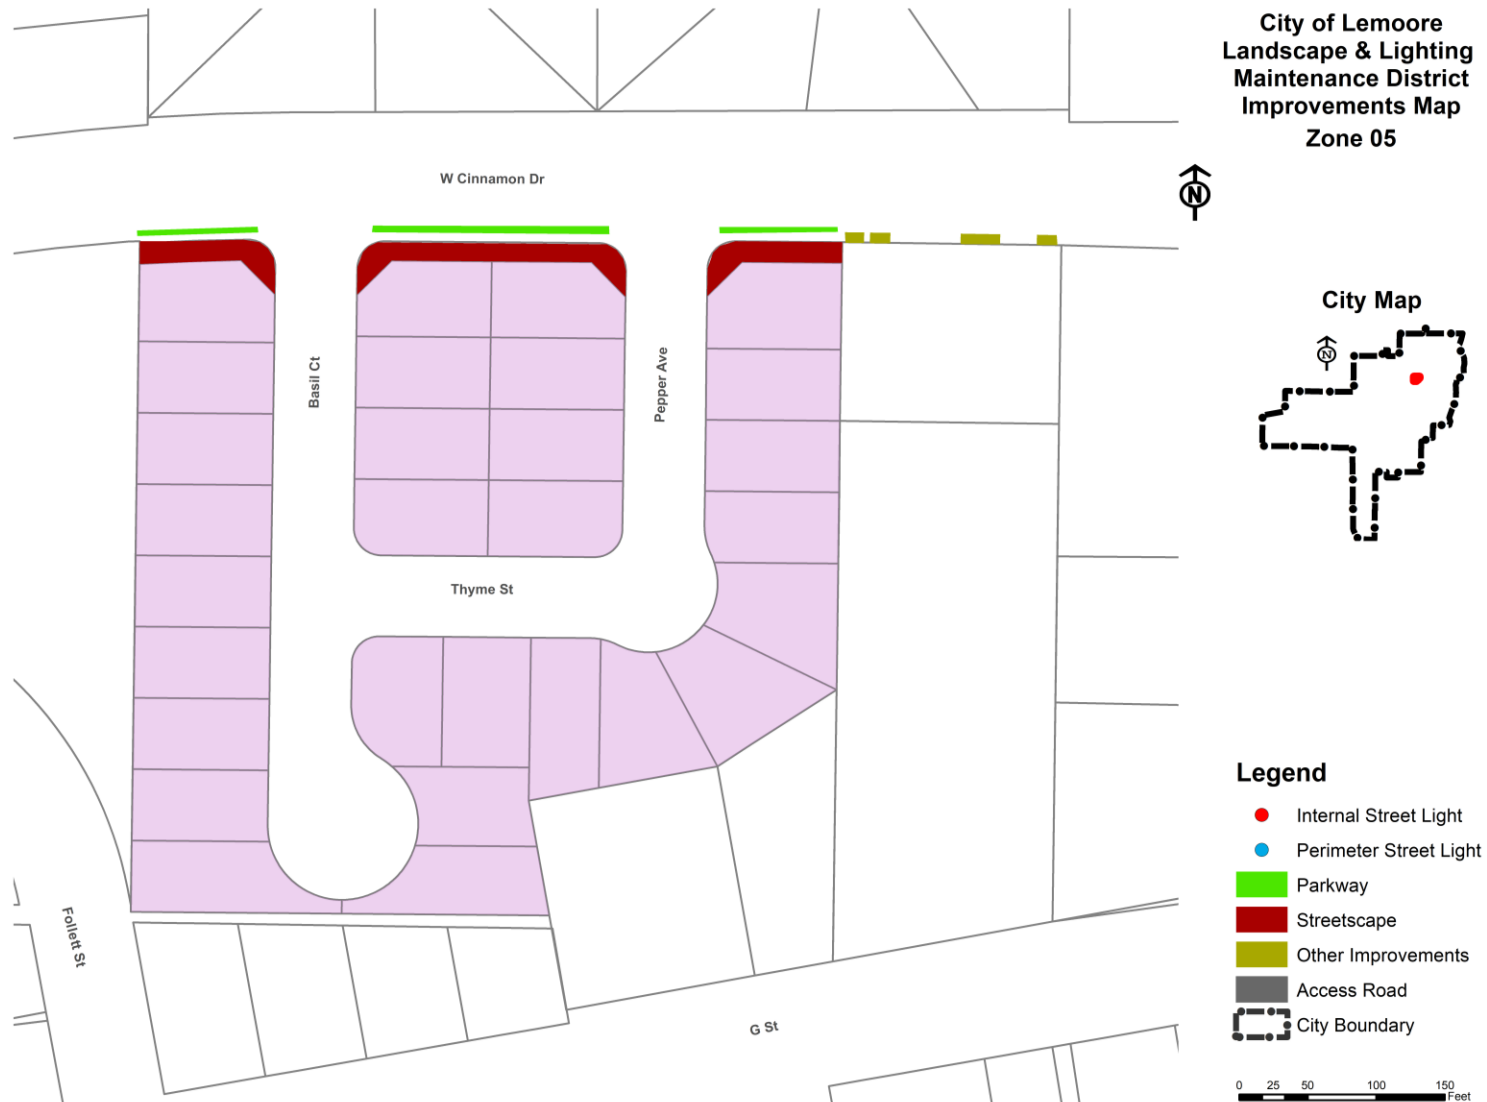 City of Lemoore
Landscape & Lighting
Maintenance District
Improvements Map
Zone 05
N
W Cinnamon Dr
Basil Ct
Pepper Ave
Thyme St
Follett St
G St
City Map
N
Legend
Internal Street Light
Perimeter Street Light
Parkway
Streetscape
Other Improvements
Access Road
City Boundary
0 25 50 100 150
Feet